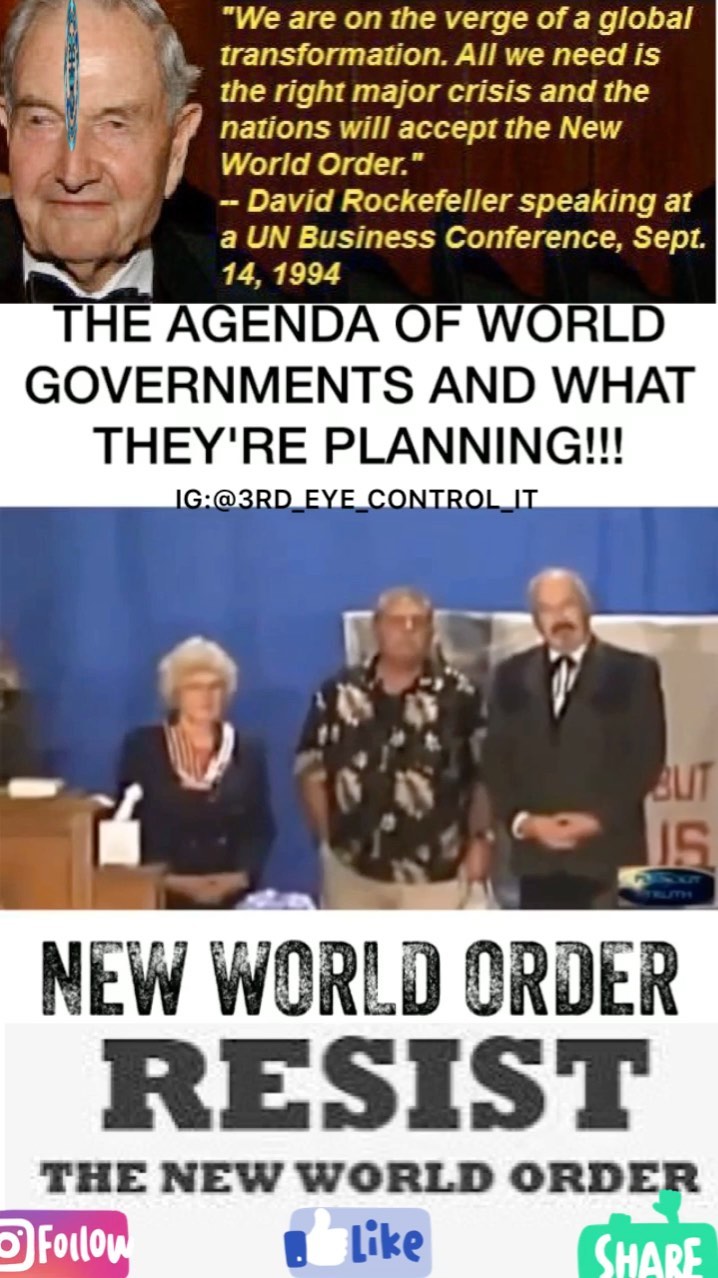 "We are on the verge of a global
transformation. All we need is
the right major crisis and the
nations will accept the New
World Order."
-- David Rockefeller speaking at
a UN Business Conference, Sept.
14, 1994
THE AGENDA OF WORLD
GOVERNMENTS AND WHAT
THEY'RE PLANNING!!!
IG:@3RD_EYE_CONTROL_IT
BUT
IS
NEW WORLD ORDER
RESIST
THE NEW WORLD ORDER
Follow
Like
SHARE